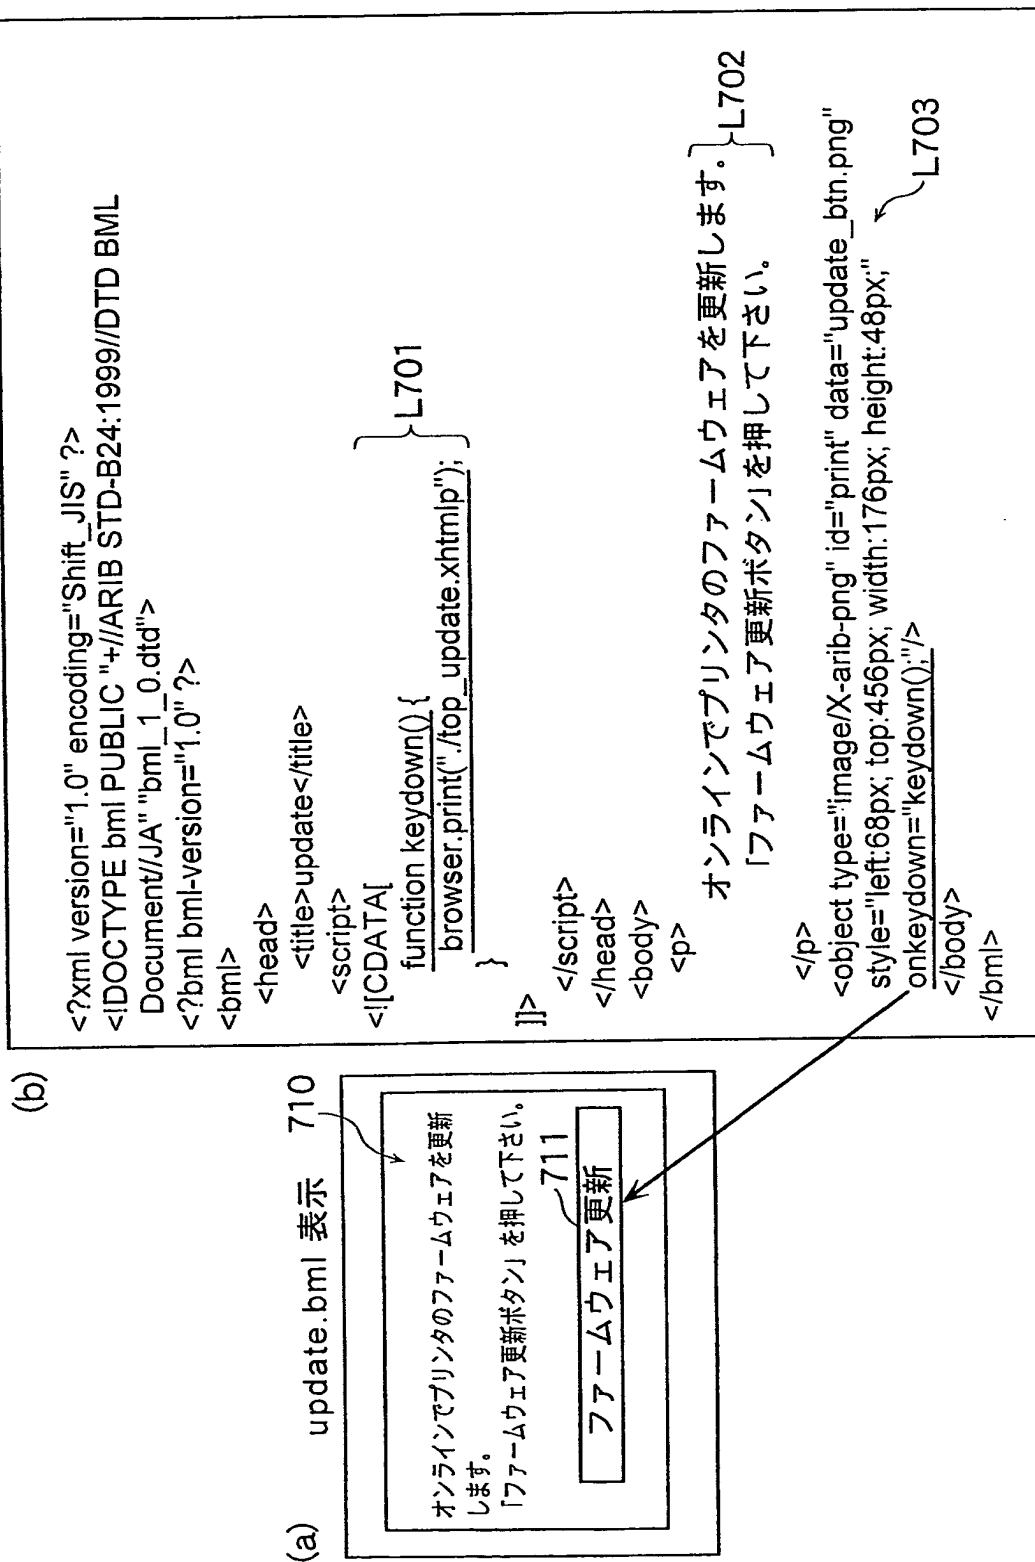 (a)
update.bml 表示
710
オンラインでプリンタのファームウェアを更新
します。
「ファームウェア更新ボタン」を押して下さい。
711
ファームウェア更新
(b)
<?xml version="1.0" encoding="Shift_JIS" ?>
<!DOCTYPE bml PUBLIC "+//ARIB STD-B24:1999//DTD BML
Document//JA" "bml_1_0.dtd">
<?bml bml-version="1.0" ?>
<bml>
<head>
<title>update</title>
<script>
<![CDATA[
function keydown() {
browser.print("./top_update.xhtmlp");
}
L701
]]>
</script>
</head>
<body>
<p>
オンラインでプリンタのファームウェアを更新します。
「ファームウェア更新ボタン」を押して下さい。
L702
</p>
<object type="image/X-arib-png" id="print" data="update_btn.png"
style="left:68px; top:456px; width:176px; height:48px;"
onkeydown="keydown();"/>
L703
</body>
</bml>